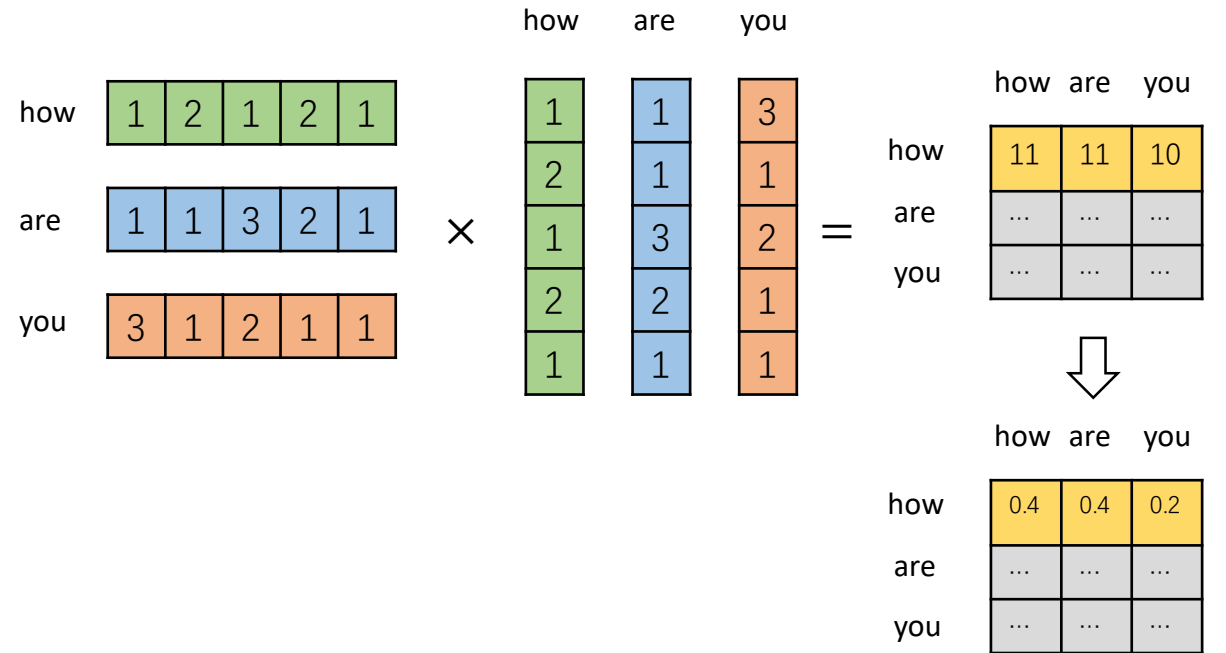 how are you
how 1 2 1 2 1
are 1 1 3 2 1
you 3 1 2 1 1
×
how are you
1 1 3
2 1 1
1 3 2
2 2 1
1 1 1
=
how are you
how 11 11 10
are ... ... ...
you ... ... ...
how are you
how 0.4 0.4 0.2
are ... ... ...
you ... ... ...